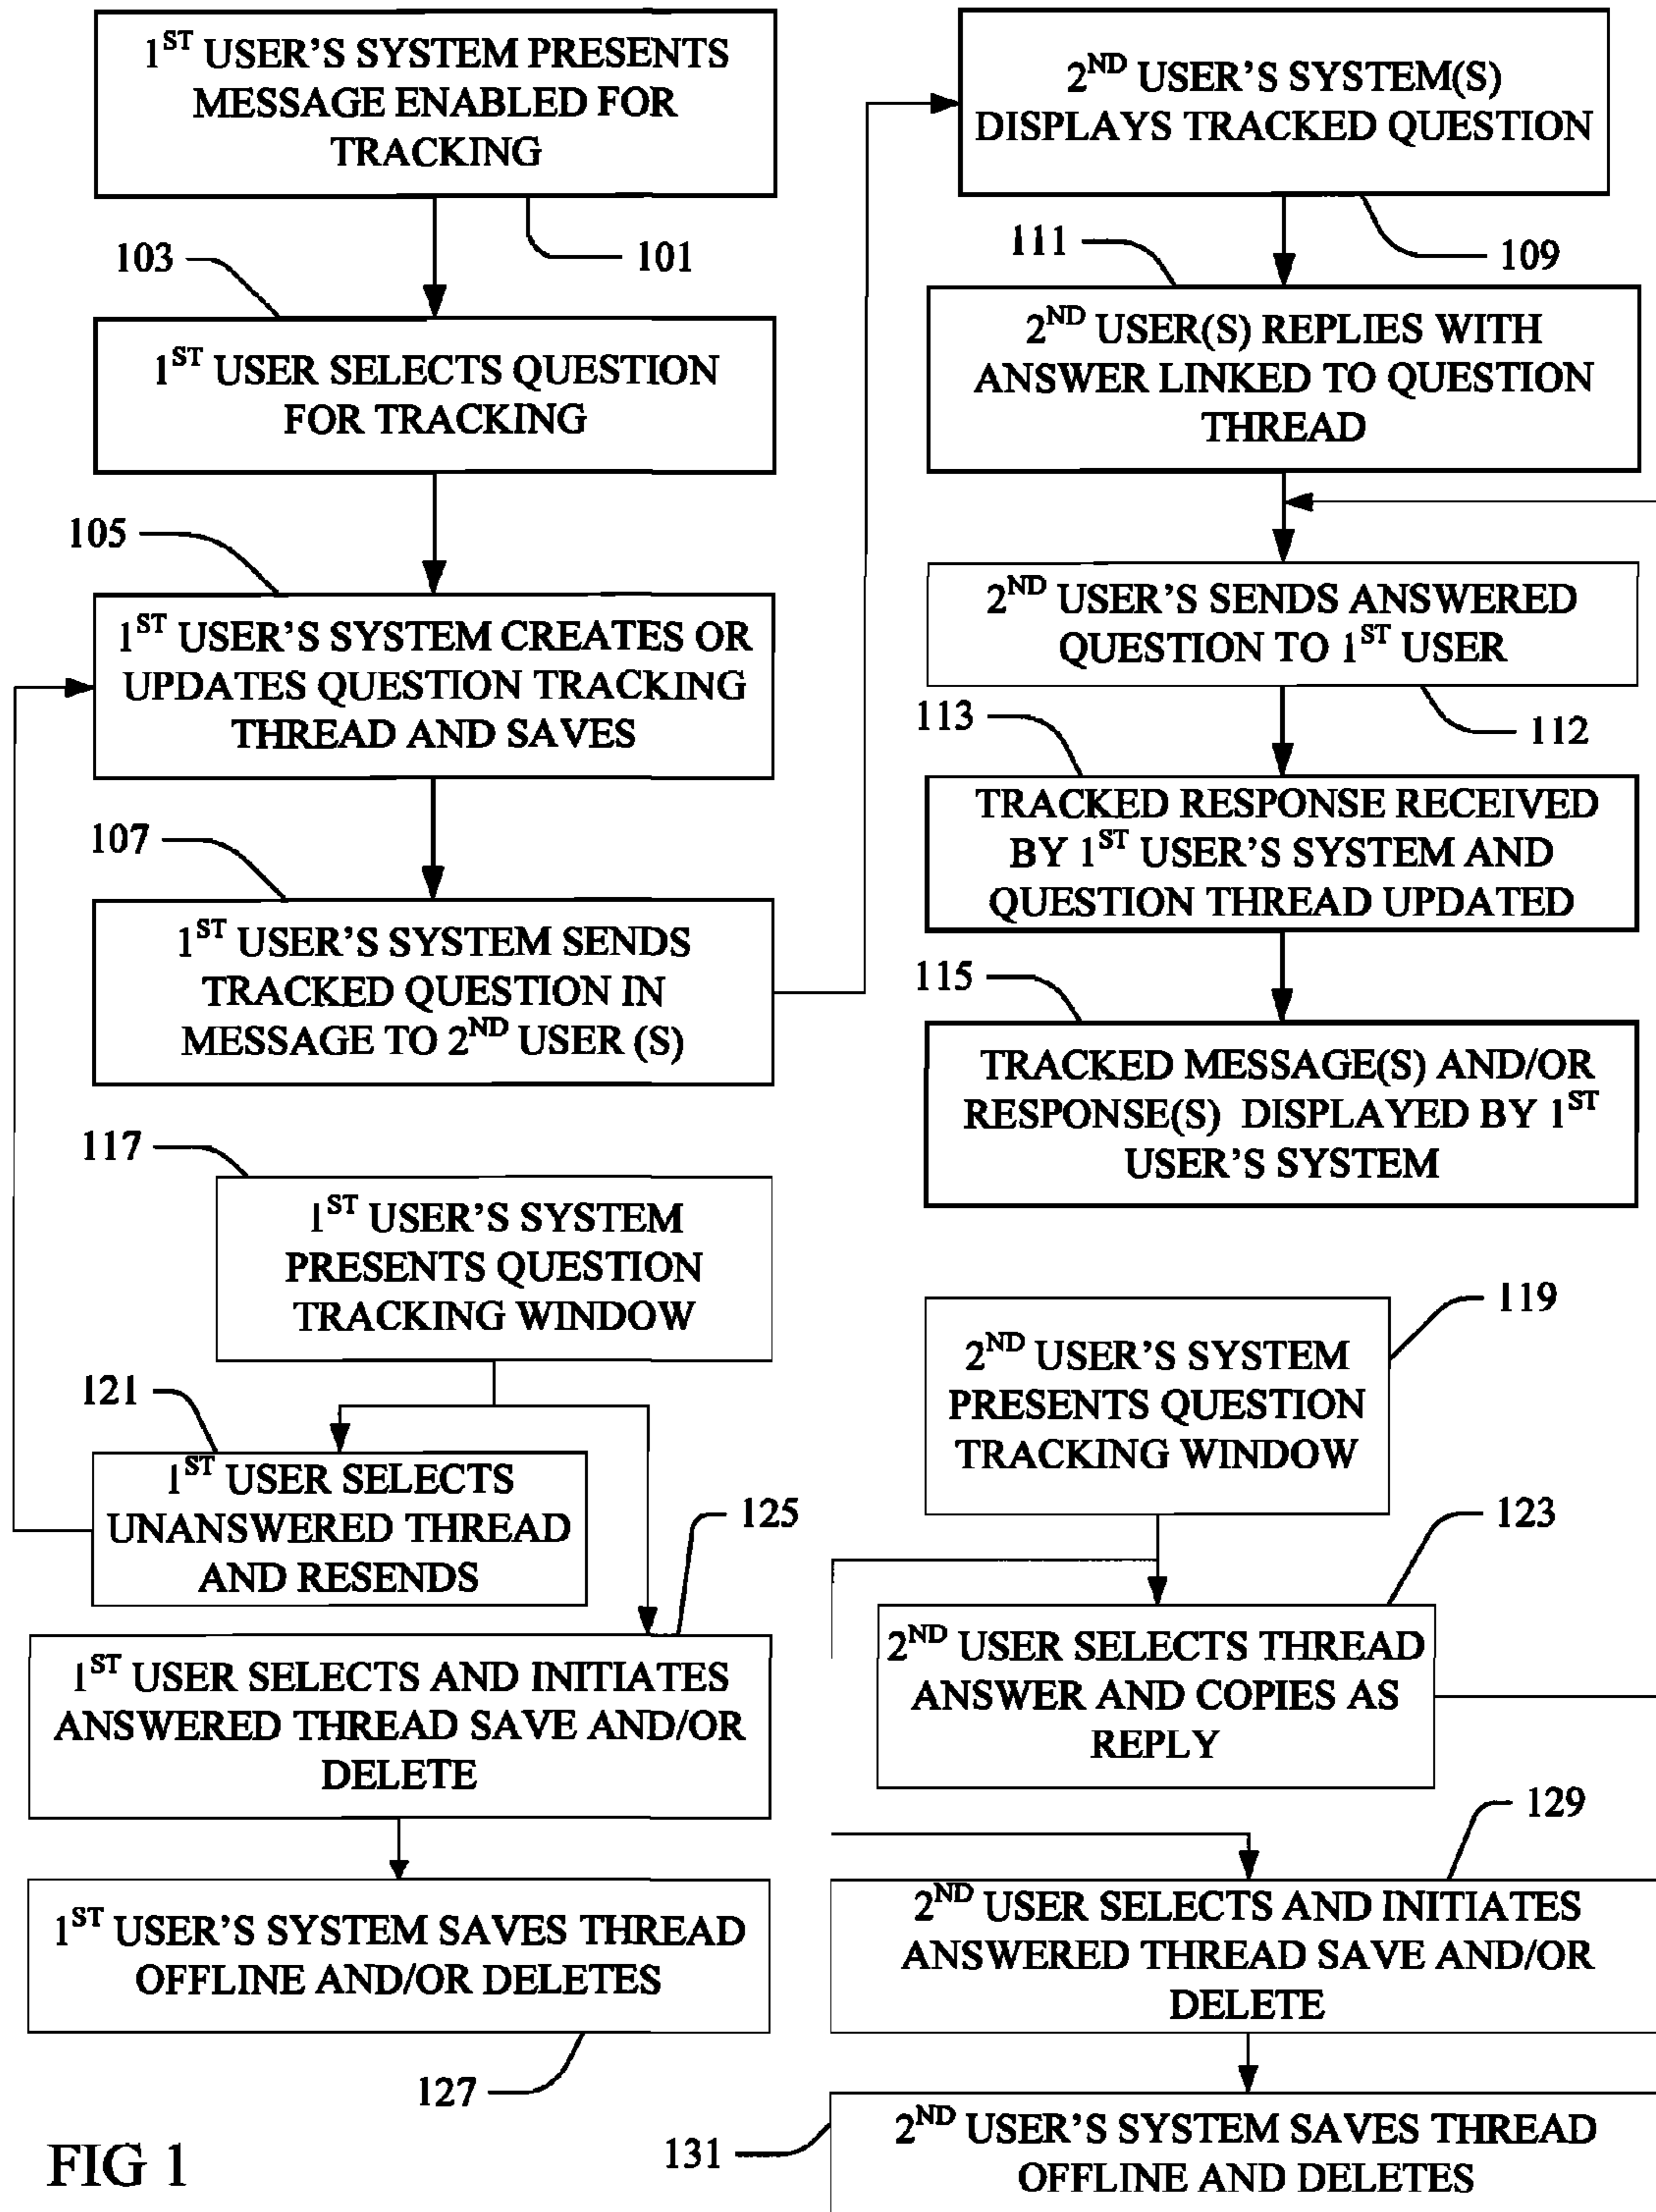 1ST USER'S SYSTEM PRESENTS
MESSAGE ENABLED FOR
TRACKING
101
103
1ST USER SELECTS QUESTION
FOR TRACKING
105
1ST USER'S SYSTEM CREATES OR
UPDATES QUESTION TRACKING
THREAD AND SAVES
107
1ST USER'S SYSTEM SENDS
TRACKED QUESTION IN
MESSAGE TO 2ND USER (S)
2ND USER'S SYSTEM(S)
DISPLAYS TRACKED QUESTION
109
111
2ND USER(S) REPLIES WITH
ANSWER LINKED TO QUESTION
THREAD
2ND USER'S SENDS ANSWERED
QUESTION TO 1ST USER
112
113
TRACKED RESPONSE RECEIVED
BY 1ST USER'S SYSTEM AND
QUESTION THREAD UPDATED
115
TRACKED MESSAGE(S) AND/OR
RESPONSE(S) DISPLAYED BY 1ST
USER'S SYSTEM
117
1ST USER'S SYSTEM
PRESENTS QUESTION
TRACKING WINDOW
121
1ST USER SELECTS
UNANSWERED THREAD
AND RESENDS
125
1ST USER SELECTS AND INITIATES
ANSWERED THREAD SAVE AND/OR
DELETE
1ST USER'S SYSTEM SAVES THREAD
OFFLINE AND/OR DELETES
127
119
2ND USER'S SYSTEM
PRESENTS QUESTION
TRACKING WINDOW
123
2ND USER SELECTS THREAD
ANSWER AND COPIES AS
REPLY
129
2ND USER SELECTS AND INITIATES
ANSWERED THREAD SAVE AND/OR
DELETE
131
2ND USER'S SYSTEM SAVES THREAD
OFFLINE AND DELETES
FIG 1